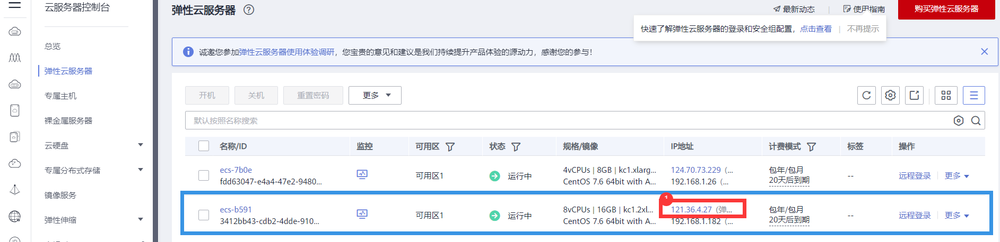 云服务器控制台
总览
弹性云服务器
专属主机
裸金属服务器
云硬盘
专属分布式存储
镜像服务
弹性伸缩
弹性云服务器 ?
最新动态 | 使用指南
购买弹性云服务器
快速了解弹性云服务器的登录和安全组配置，点击查看 | 不再提示
诚邀您参加弹性云服务器使用体验调研，您宝贵的意见和建议是我们持续提升产品体验的源动力，感谢您的参与！
开机 关机 重置密码 更多
默认按照名称搜索
名称/ID 监控 可用区 状态 规格/镜像 IP地址 计费模式 标签 操作
ecs-7b0e
fdd63047-e4a4-47e2-9480...
可用区1
运行中
4vCPUs | 8GB | kc1.xlarg...
CentOS 7.6 64bit with A...
124.70.73.229（...
192.168.1.26（...
包年/包月
20天后到期
--
远程登录 更多
ecs-b591
3412bb43-cdb2-4dde-910...
可用区1
运行中
8vCPUs | 16GB | kc1.2xl...
CentOS 7.6 64bit with A...
1
121.36.4.27（弹...
192.168.1.182（...
包年/包月
20天后到期
--
远程登录 更多